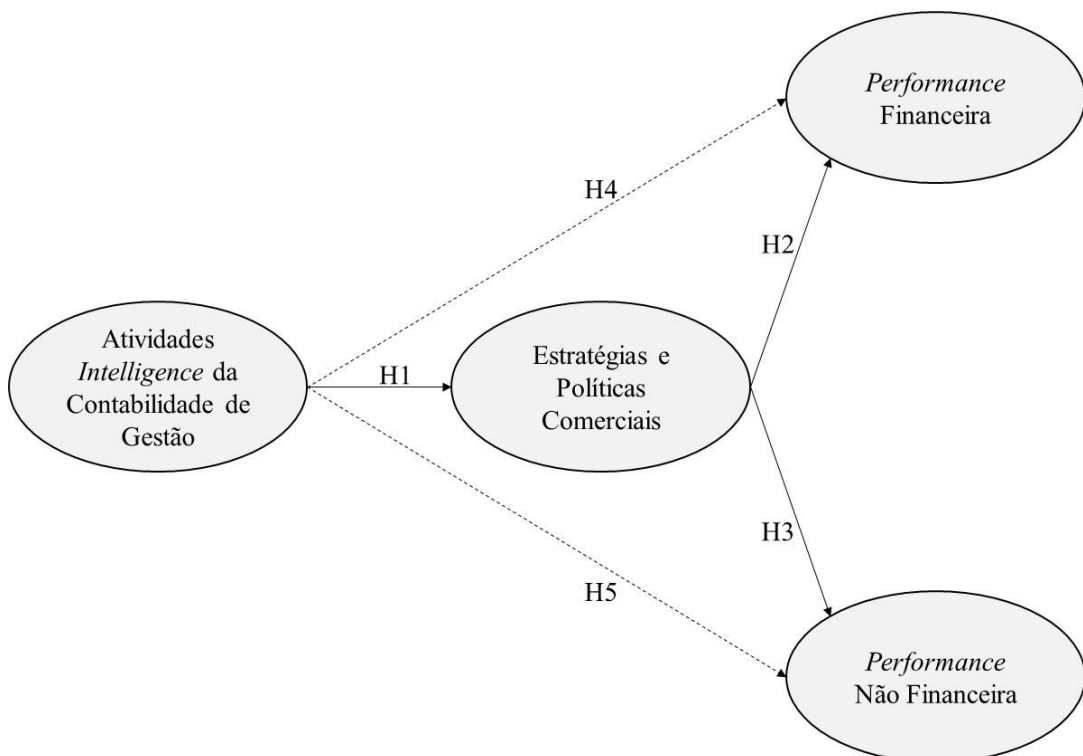 Performance
Financeira
H4
H2
Atividades
Intelligence da
Contabilidade de
Gestão
H1
Estratégias e
Políticas
Comerciais
H3
H5
Performance
Não Financeira